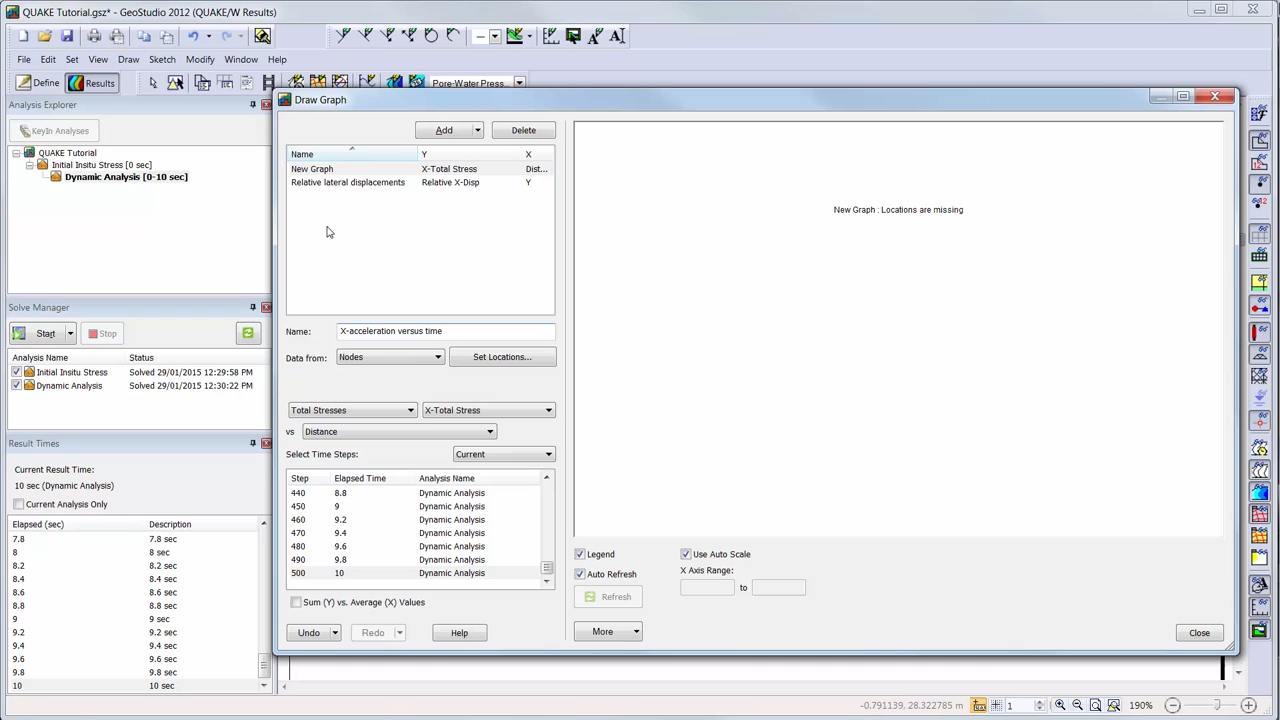 QUAKE Tutorial.gsz* - GeoStudio 2012 (QUAKE/W Results)
File Edit Set View Draw Sketch Modify Window Help
Define Results Pore-Water Press
Analysis Explorer
KeyIn Analyses
QUAKE Tutorial
Initial Insitu Stress [0 sec]
Dynamic Analysis [0-10 sec]
Solve Manager
Start Stop
Analysis Name Status
Initial Insitu Stress Solved 29/01/2015 12:29:58 PM
Dynamic Analysis Solved 29/01/2015 12:30:22 PM
Result Times
Current Result Time:
10 sec (Dynamic Analysis)
Current Analysis Only
Elapsed (sec) Description
7.8 7.8 sec
8 8 sec
8.2 8.2 sec
8.4 8.4 sec
8.6 8.6 sec
8.8 8.8 sec
9 9 sec
9.2 9.2 sec
9.4 9.4 sec
9.6 9.6 sec
9.8 9.8 sec
10 10 sec
Draw Graph
Add Delete
Name Y X
New Graph X-Total Stress Dist...
Relative lateral displacements Relative X-Disp Y
Name: X-acceleration versus time
Data from: Nodes Set Locations...
Total Stresses X-Total Stress
vs Distance
Select Time Steps: Current
Step Elapsed Time Analysis Name
440 8.8 Dynamic Analysis
450 9 Dynamic Analysis
460 9.2 Dynamic Analysis
470 9.4 Dynamic Analysis
480 9.6 Dynamic Analysis
490 9.8 Dynamic Analysis
500 10 Dynamic Analysis
Sum (Y) vs. Average (X) Values
Undo Redo Help
New Graph : Locations are missing
Legend Use Auto Scale
Auto Refresh X Axis Range:
to
Refresh
More Close
-0.791139, 28.322785 m 1 190%